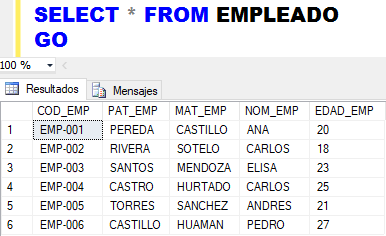 SELECT * FROM EMPLEADO
GO
100 %
Resultados Mensajes
COD_EMP PAT_EMP MAT_EMP NOM_EMP EDAD_EMP
1 EMP-001 PEREDA CASTILLO ANA 20
2 EMP-002 RIVERA SOTELO CARLOS 18
3 EMP-003 SANTOS MENDOZA ELISA 23
4 EMP-004 CASTRO HURTADO CARLOS 25
5 EMP-005 TORRES SANCHEZ ANDRES 21
6 EMP-006 CASTILLO HUAMAN PEDRO 27